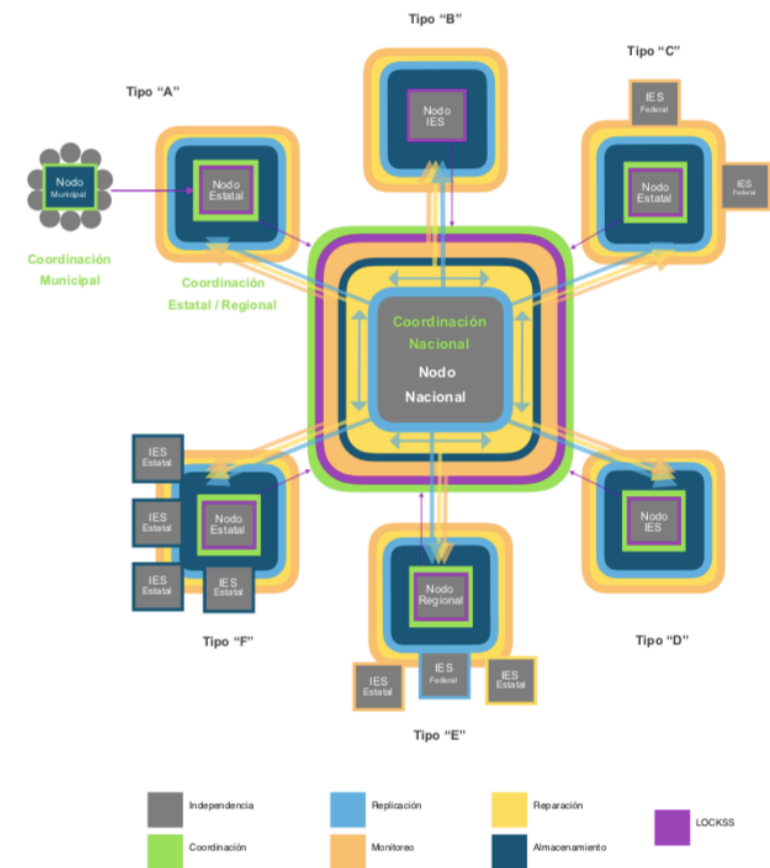 Tipo “B”
Tipo “C”
Tipo “A”
IES
Federal
Nodo
IES
Nodo
Municipal
Nodo
Estatal
Nodo
Estatal
IES
Federal
Coordinación
Municipal
Coordinación
Estatal / Regional
Coordinación
Nacional
Nodo
Nacional
IES
Estatal
IES
Estatal
Nodo
Estatal
Nodo
IES
IES
Estatal
IES
Estatal
Nodo
Regional
Tipo “F”
Tipo “D”
IES
Estatal
IES
Federal
IES
Estatal
Tipo “E”
Independencia
Replicación
Reparación
LOCKSS
Coordinación
Monitoreo
Almacenamiento